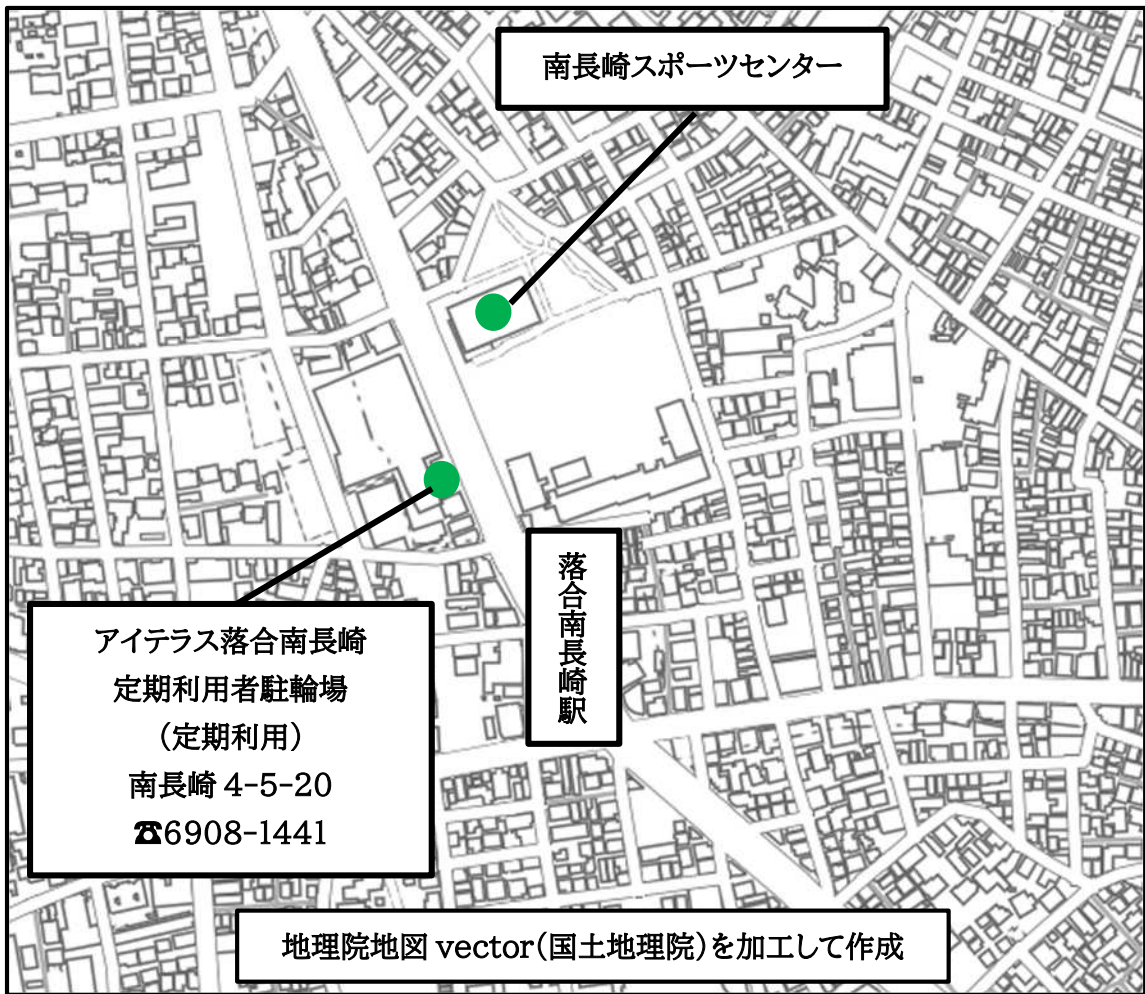 南長崎スポーツセンター
落合南長崎駅
アイテラス落合南長崎
定期利用者駐輪場
（定期利用）
南長崎 4-5-20
☎6908-1441
地理院地図 vector(国土地理院)を加工して作成